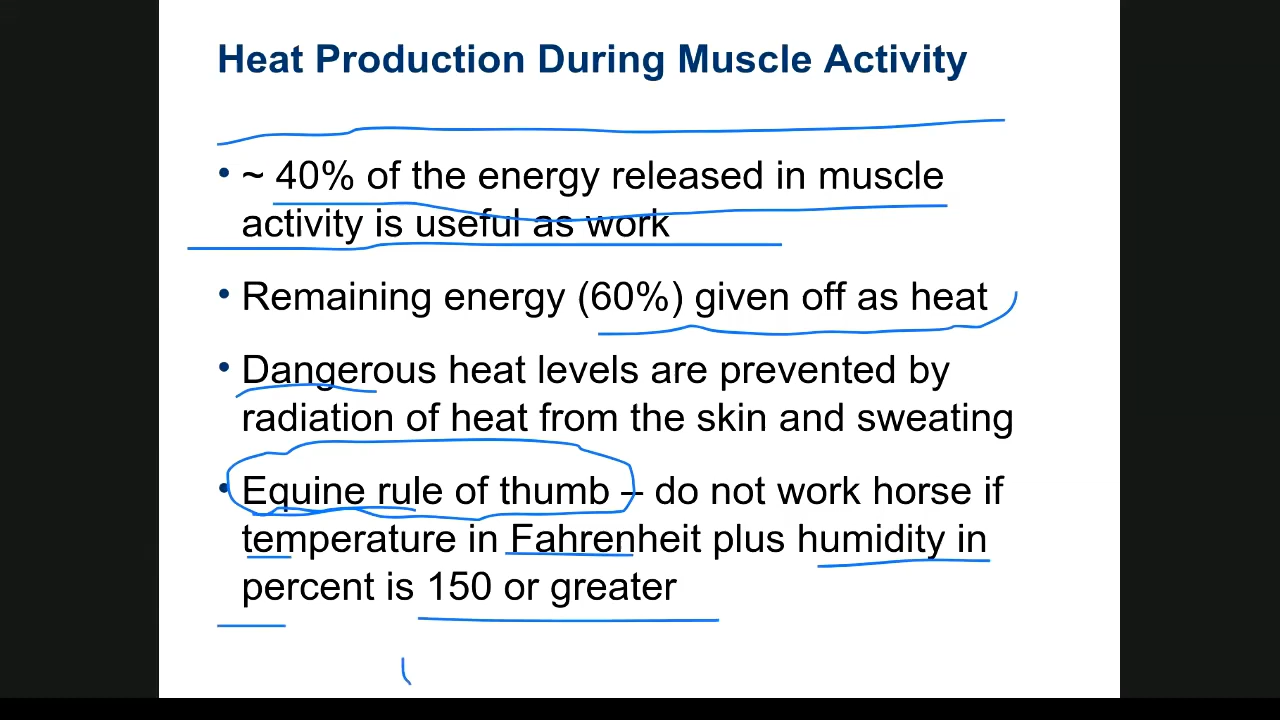 Heat Production During Muscle Activity
• ~ 40% of the energy released in muscle
activity is useful as work
• Remaining energy (60%) given off as heat
• Dangerous heat levels are prevented by
radiation of heat from the skin and sweating
• Equine rule of thumb – do not work horse if
temperature in Fahrenheit plus humidity in
percent is 150 or greater